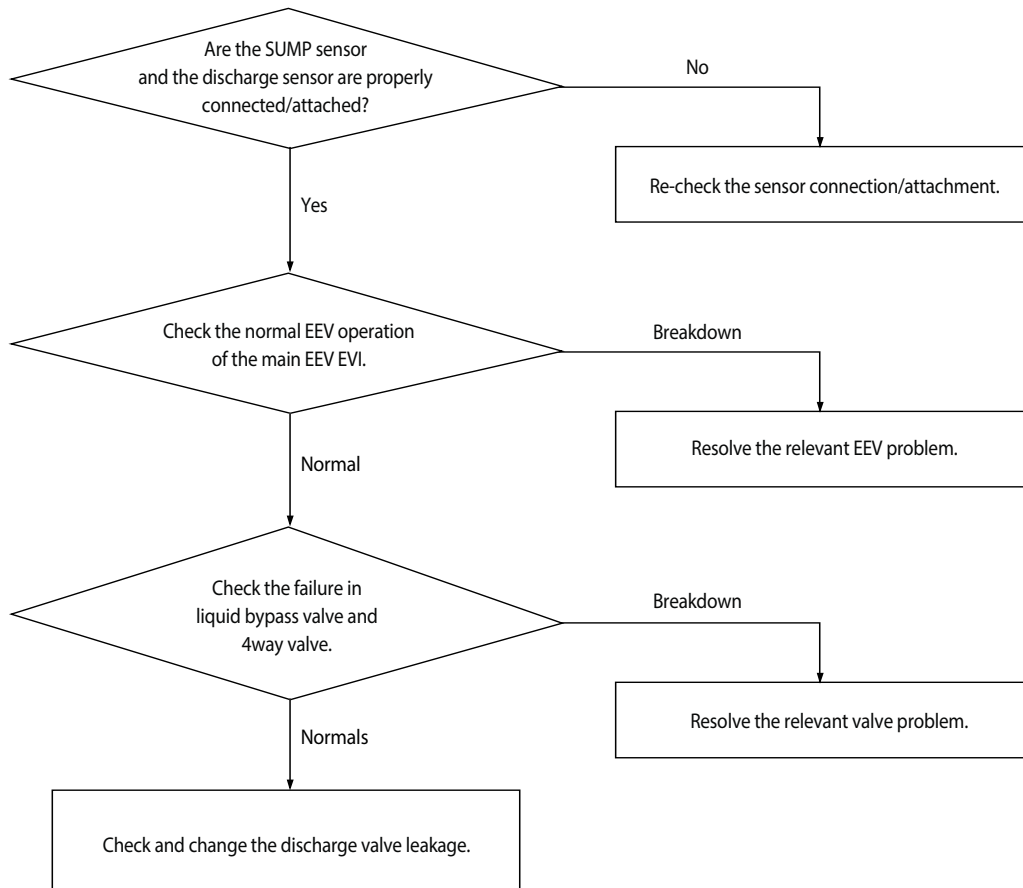 Are the SUMP sensor
and the discharge sensor are properly
connected/attached?
No
Re-check the sensor connection/attachment.
Yes
Check the normal EEV operation
of the main EEV EVI.
Breakdown
Resolve the relevant EEV problem.
Normal
Check the failure in
liquid bypass valve and
4way valve.
Breakdown
Resolve the relevant valve problem.
Normals
Check and change the discharge valve leakage.